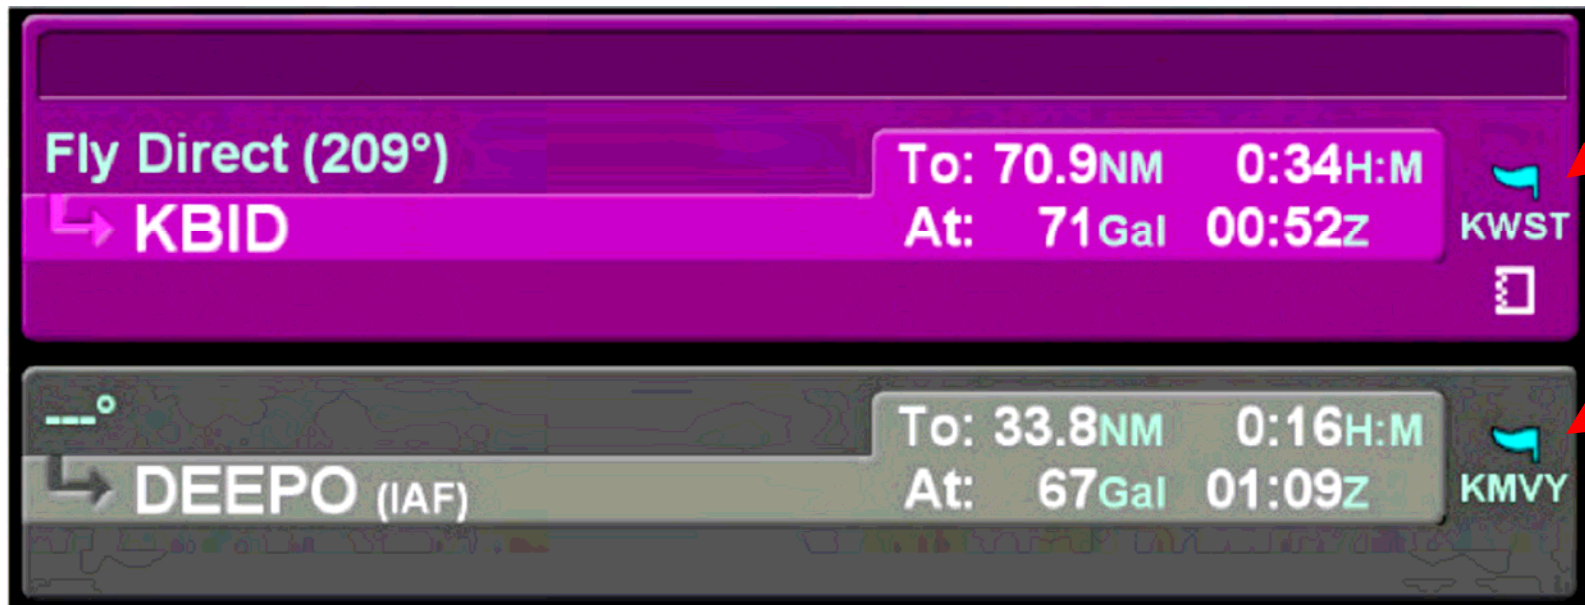 Fly Direct (209°)
To: 70.9NM 0:34H:M
KBID
At: 71Gal 00:52Z
KWST
---°
To: 33.8NM 0:16H:M
DEEPO (IAF)
At: 67Gal 01:09Z
KMVY